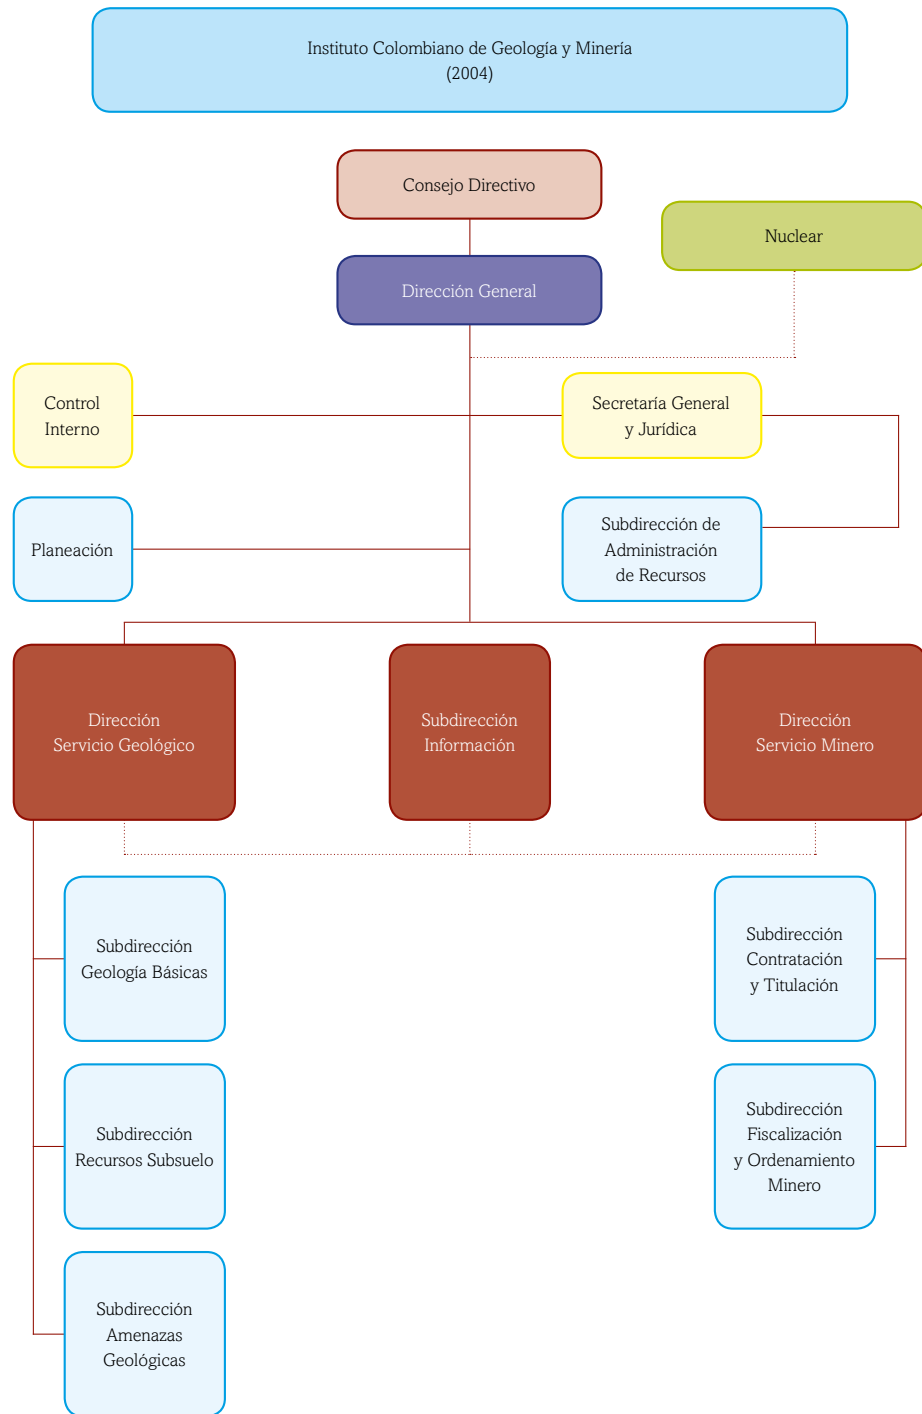 Instituto Colombiano de Geología y Minería
(2004)
Consejo Directivo
Nuclear
Dirección General
Control
Interno
Secretaría General
y Jurídica
Planeación
Subdirección de
Administración
de Recursos
Dirección
Servicio Geológico
Subdirección
Información
Dirección
Servicio Minero
Subdirección
Geología Básicas
Subdirección
Contratación
y Titulación
Subdirección
Recursos Subsuelo
Subdirección
Fiscalización
y Ordenamiento
Minero
Subdirección
Amenazas
Geológicas